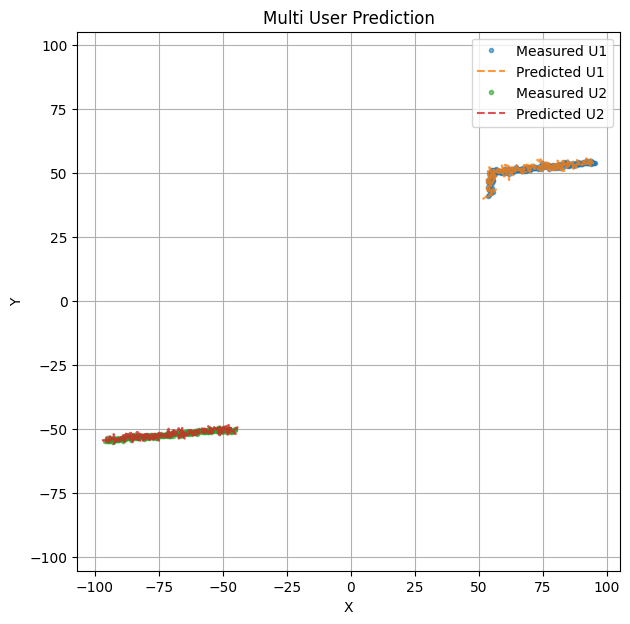 Multi User Prediction
Measured U1
Predicted U1
Measured U2
Predicted U2
100
75
50
25
0
−25
−50
−75
−100
Y
−100 −75 −50 −25 0 25 50 75 100
X